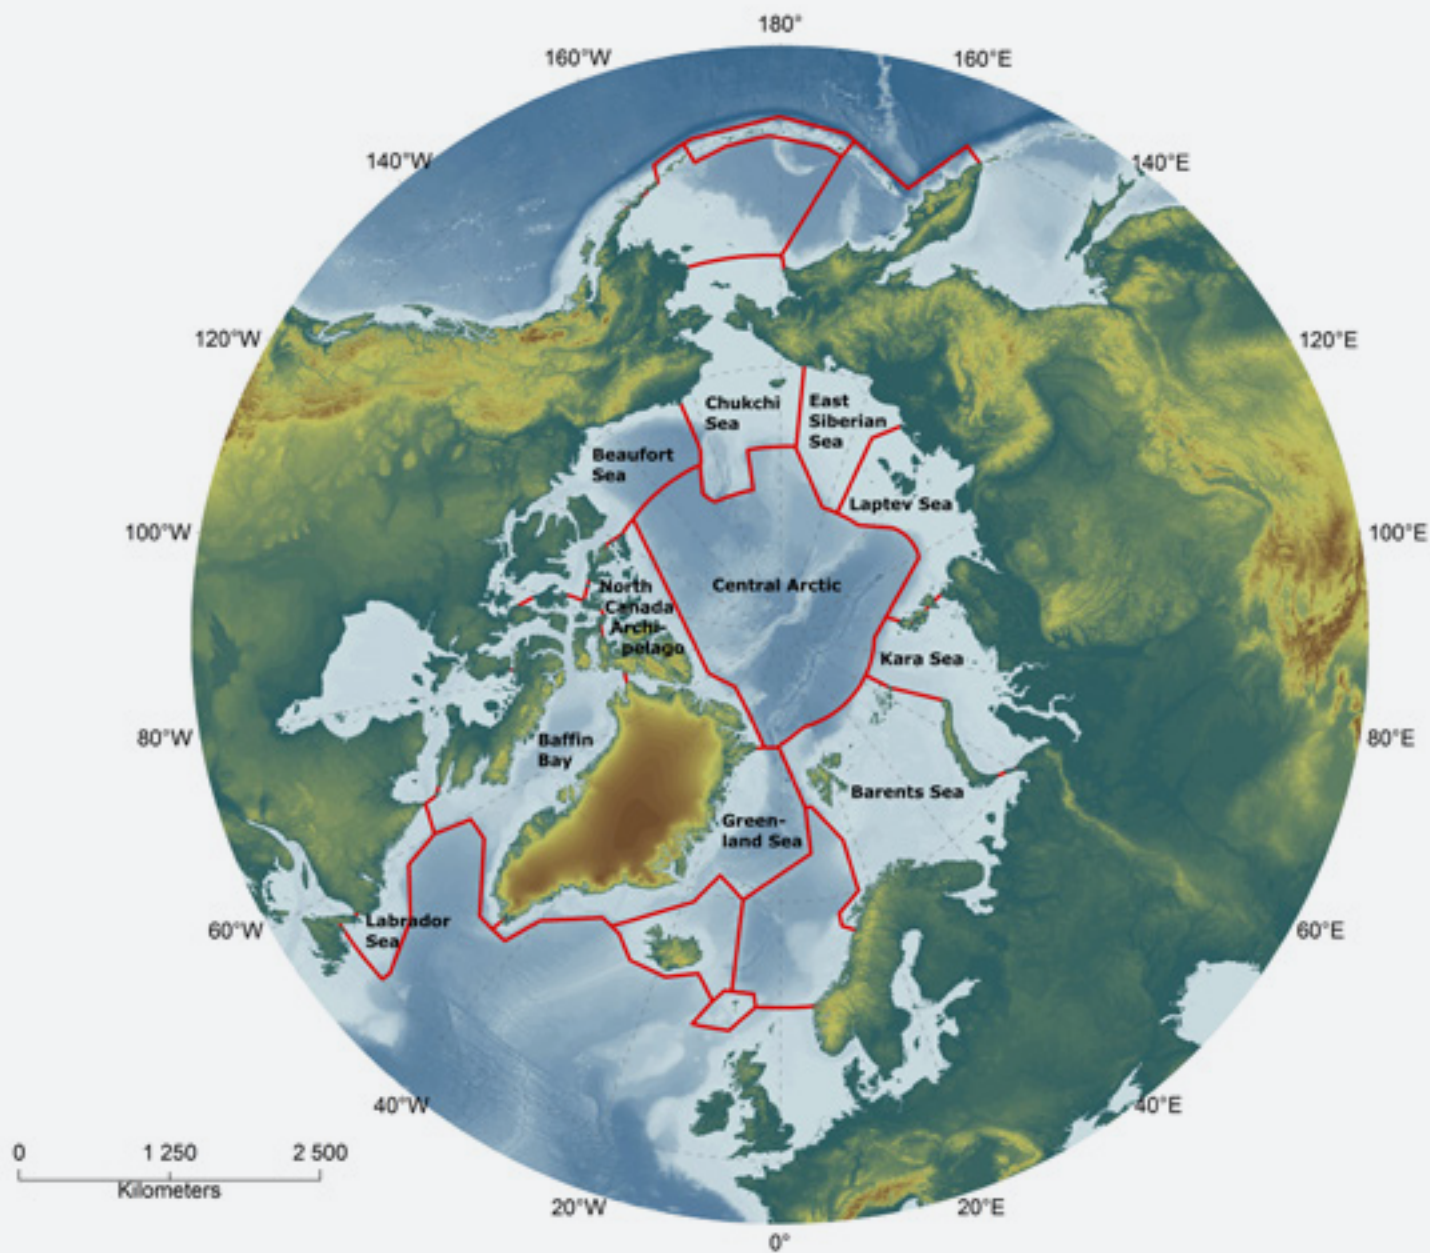 180°
160°W
160°E
140°W
140°E
120°W
120°E
Chukchi
Sea
East
Siberian
Sea
Beaufort
Sea
Laptev Sea
100°W
100°E
Central Arctic
North
Canada
Archi-
pelago
Kara Sea
80°W
80°E
Baffin
Bay
Barents Sea
Green-
land Sea
Labrador
Sea
60°W
60°E
40°W
40°E
0 1 250 2 500
Kilometers
20°W
20°E
0°